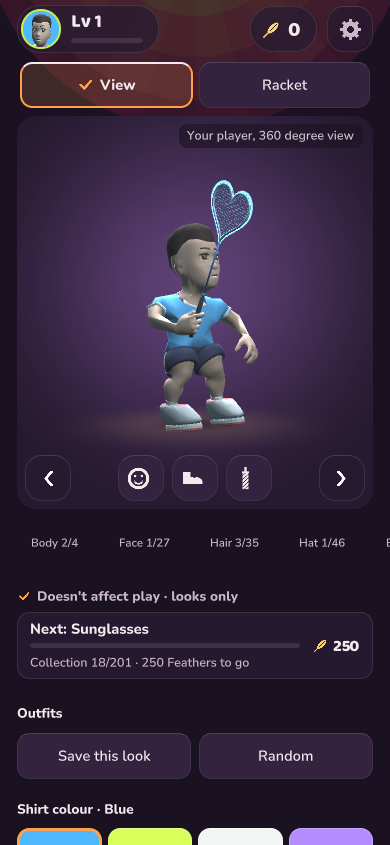 Lv 1
0
View
Racket
Your player, 360 degree view
Body 2/4
Face 1/27
Hair 3/35
Hat 1/46
Doesn't affect play · looks only
Next: Sunglasses
250
Collection 18/201 · 250 Feathers to go
Outfits
Save this look
Random
Shirt colour · Blue